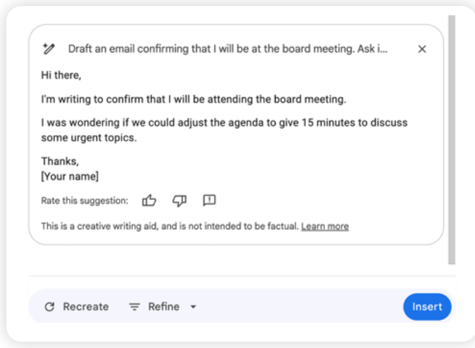 Draft an email confirming that I will be at the board meeting. Ask i...
Hi there,
I'm writing to confirm that I will be attending the board meeting.
I was wondering if we could adjust the agenda to give 15 minutes to discuss
some urgent topics.
Thanks,
[Your name]
Rate this suggestion:
This is a creative writing aid, and is not intended to be factual. Learn more
Recreate Refine Insert